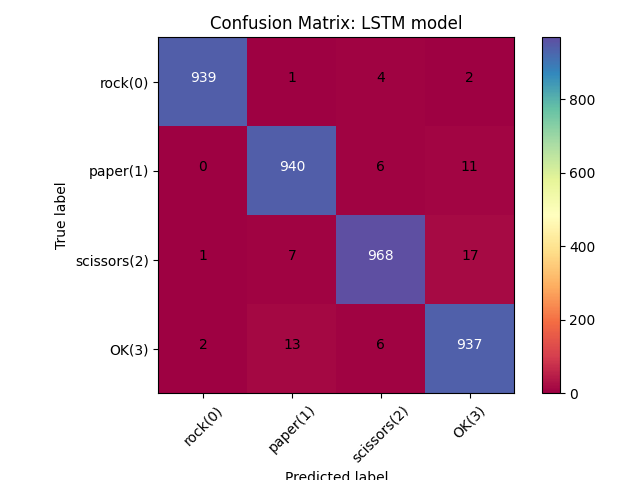 Confusion Matrix: LSTM model
True label
rock(0) 939 1 4 2
paper(1) 0 940 6 11
scissors(2) 1 7 968 17
OK(3) 2 13 6 937
rock(0) paper(1) scissors(2) OK(3)
Predicted label
800
600
400
200
0